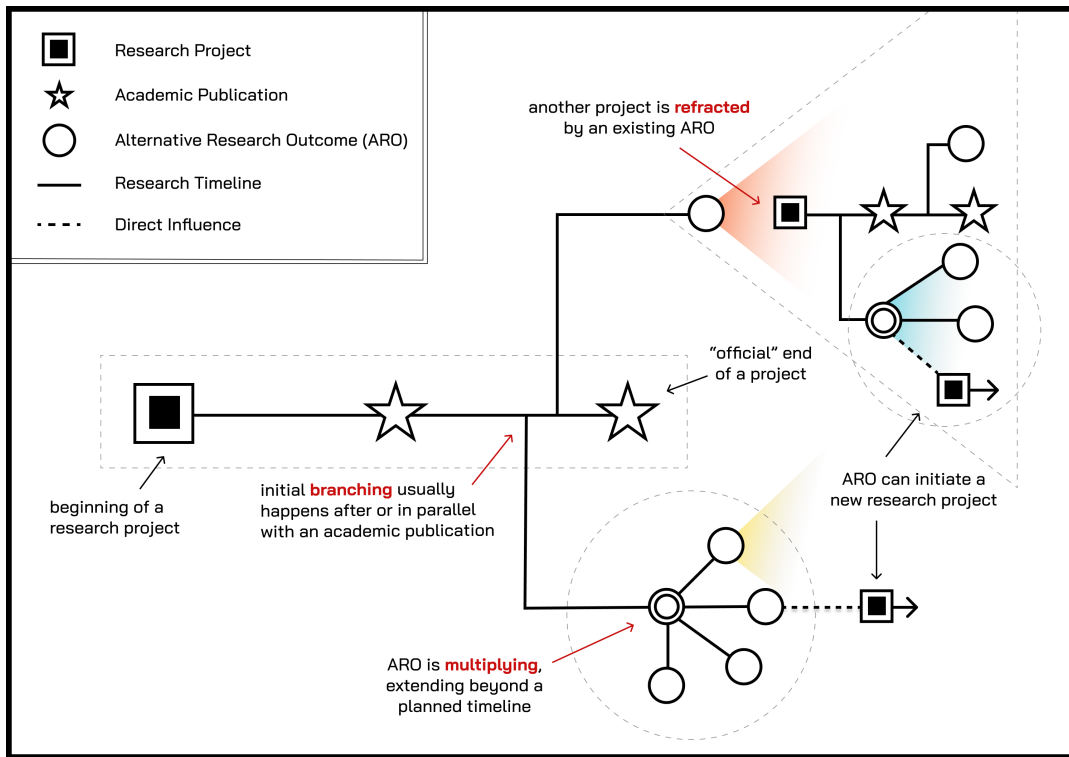 Research Project
Academic Publication
Alternative Research Outcome (ARO)
Research Timeline
Direct Influence
another project is refracted
by an existing ARO
“official” end
of a project
beginning of a
research project
initial branching usually
happens after or in parallel
with an academic publication
ARO can initiate a
new research project
ARO is multiplying,
extending beyond a
planned timeline